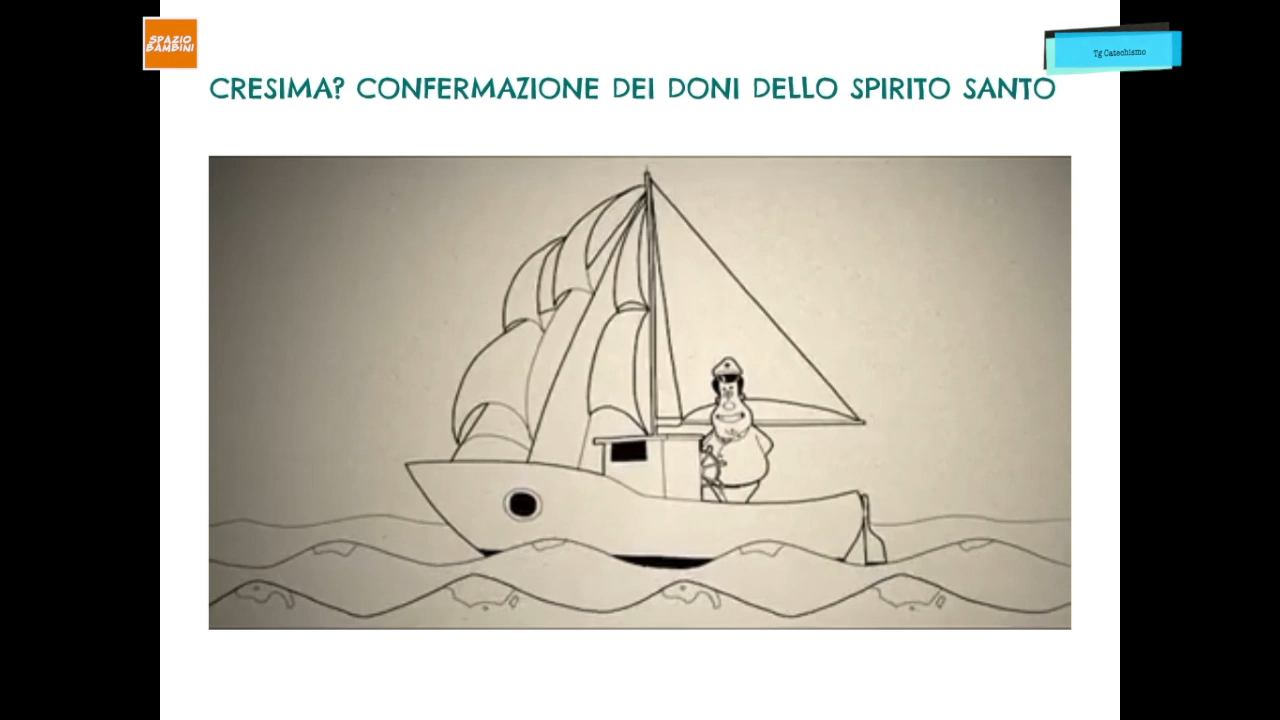 SPAZIO
BAMBINI
Tg Catechismo
CRESIMA? CONFERMAZIONE DEI DONI DELLO SPIRITO SANTO